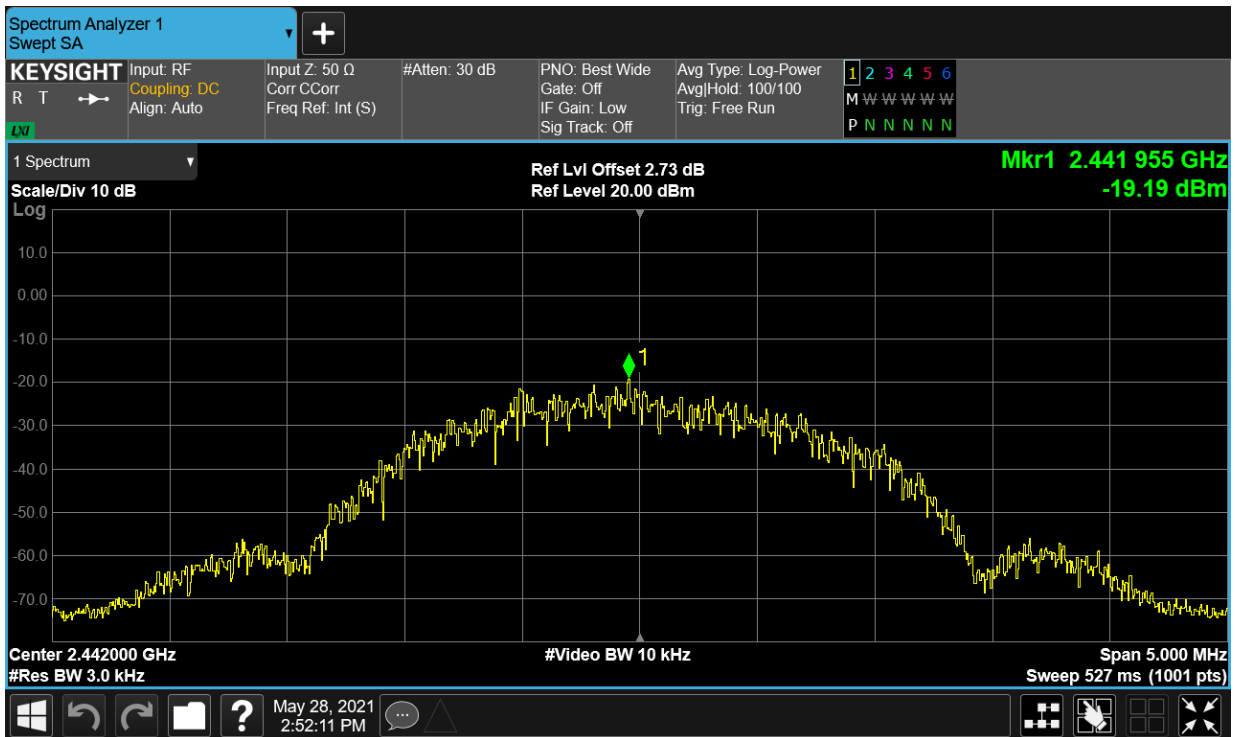 Spectrum Analyzer 1
Swept SA
KEYSIGHT
R T
LXI
Input: RF
Coupling: DC
Align: Auto
Input Z: 50 Ω
Corr CCorr
Freq Ref: Int (S)
#Atten: 30 dB
PNO: Best Wide
Gate: Off
IF Gain: Low
Sig Track: Off
Avg Type: Log-Power
Avg|Hold: 100/100
Trig: Free Run
1 2 3 4 5 6
M W W W W W
P N N N N N
1 Spectrum
Scale/Div 10 dB
Log
Ref Lvl Offset 2.73 dB
Ref Level 20.00 dBm
Mkr1 2.441 955 GHz
-19.19 dBm
10.0
0.00
-10.0
-20.0
-30.0
-40.0
-50.0
-60.0
-70.0
1
Center 2.442000 GHz
#Res BW 3.0 kHz
#Video BW 10 kHz
Span 5.000 MHz
Sweep 527 ms (1001 pts)
?
May 28, 2021
2:52:11 PM